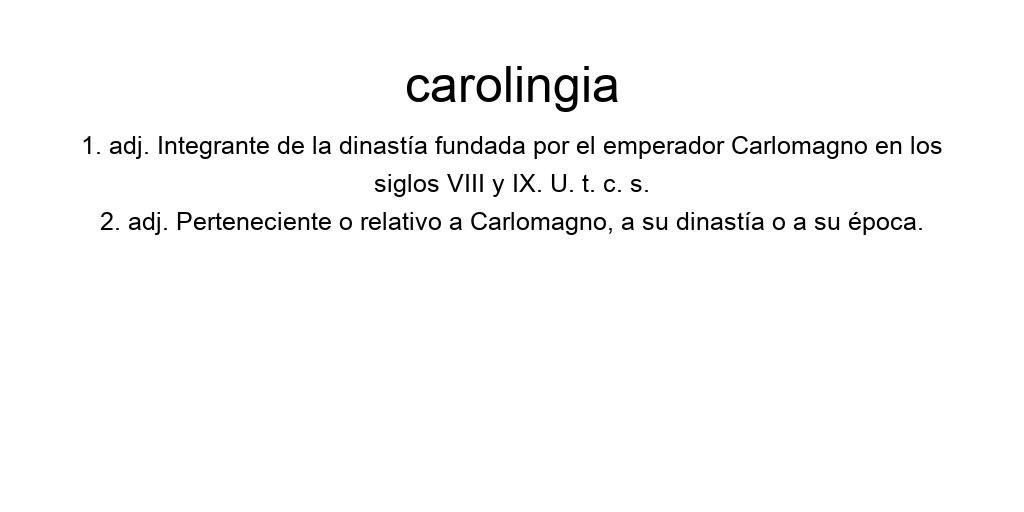 carolingia
1. adj. Integrante de la dinastía fundada por el emperador Carlomagno en los
siglos VIII y IX. U. t. c. s.
2. adj. Perteneciente o relativo a Carlomagno, a su dinastía o a su época.